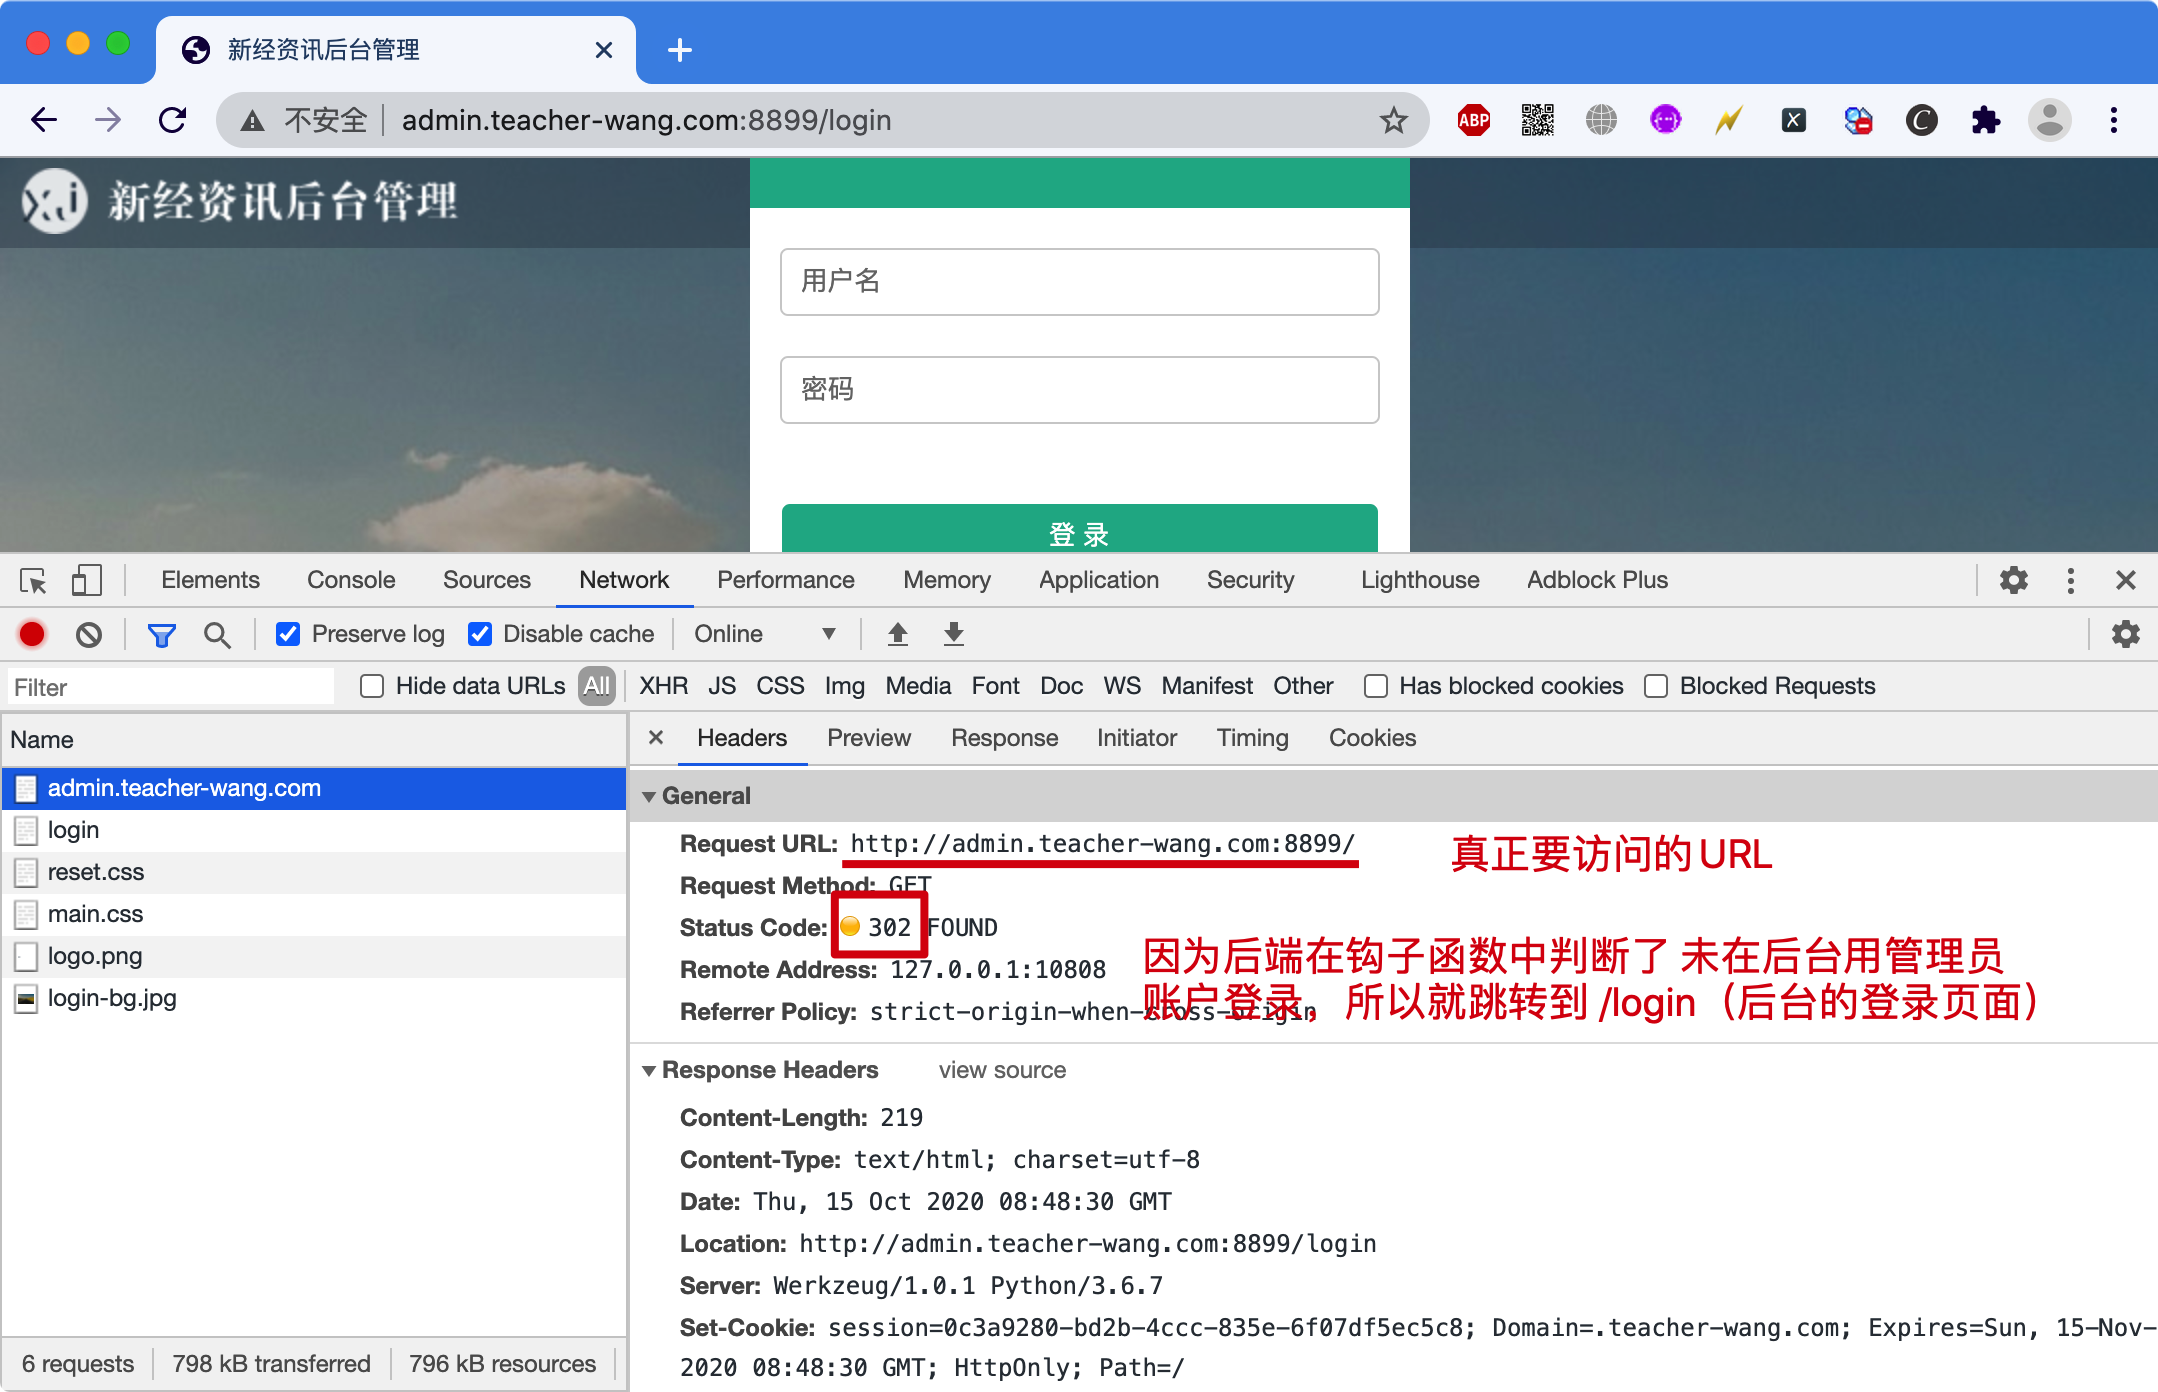 新经资讯后台管理
不安全 admin.teacher-wang.com:8899/login
ABP
新经资讯后台管理
用户名
密码
登 录
Elements Console Sources Network Performance Memory Application Security Lighthouse Adblock Plus
Preserve log Disable cache Online
Filter Hide data URLs All XHR JS CSS Img Media Font Doc WS Manifest Other Has blocked cookies Blocked Requests
Name
admin.teacher-wang.com
login
reset.css
main.css
logo.png
login-bg.jpg
6 requests 798 kB transferred 796 kB resources
Headers Preview Response Initiator Timing Cookies
General
Request URL: http://admin.teacher-wang.com:8899/
真正要访问的URL
Request Method: GET
Status Code: 302 FOUND
Remote Address: 127.0.0.1:10808
Referrer Policy: strict-origin-when-cross-origin
因为后端在钩子函数中判断了 未在后台用管理员
账户登录，所以就跳转到 /login（后台的登录页面）
Response Headers view source
Content-Length: 219
Content-Type: text/html; charset=utf-8
Date: Thu, 15 Oct 2020 08:48:30 GMT
Location: http://admin.teacher-wang.com:8899/login
Server: Werkzeug/1.0.1 Python/3.6.7
Set-Cookie: session=0c3a9280-bd2b-4ccc-835e-6f07df5ec5c8; Domain=.teacher-wang.com; Expires=Sun, 15-Nov-
2020 08:48:30 GMT; HttpOnly; Path=/